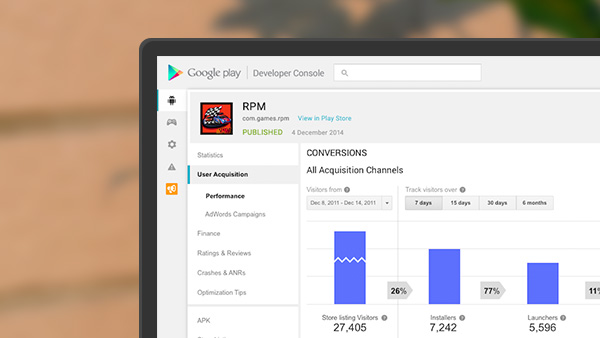 Google play
Developer Console
RPM
com.games.rpm View in Play Store
PUBLISHED 4 December 2014
Statistics
User Acquisition
Performance
AdWords Campaigns
Finance
Ratings & Reviews
Crashes & ANRs
Optimization Tips
APK
CONVERSIONS
All Acquisition Channels
Visitors from
Track visitors over
Dec 8, 2011 - Dec 14, 2011
7 days
15 days
30 days
6 months
26%
77%
11%
Store listing Visitors
27,405
Installers
7,242
Launchers
5,596